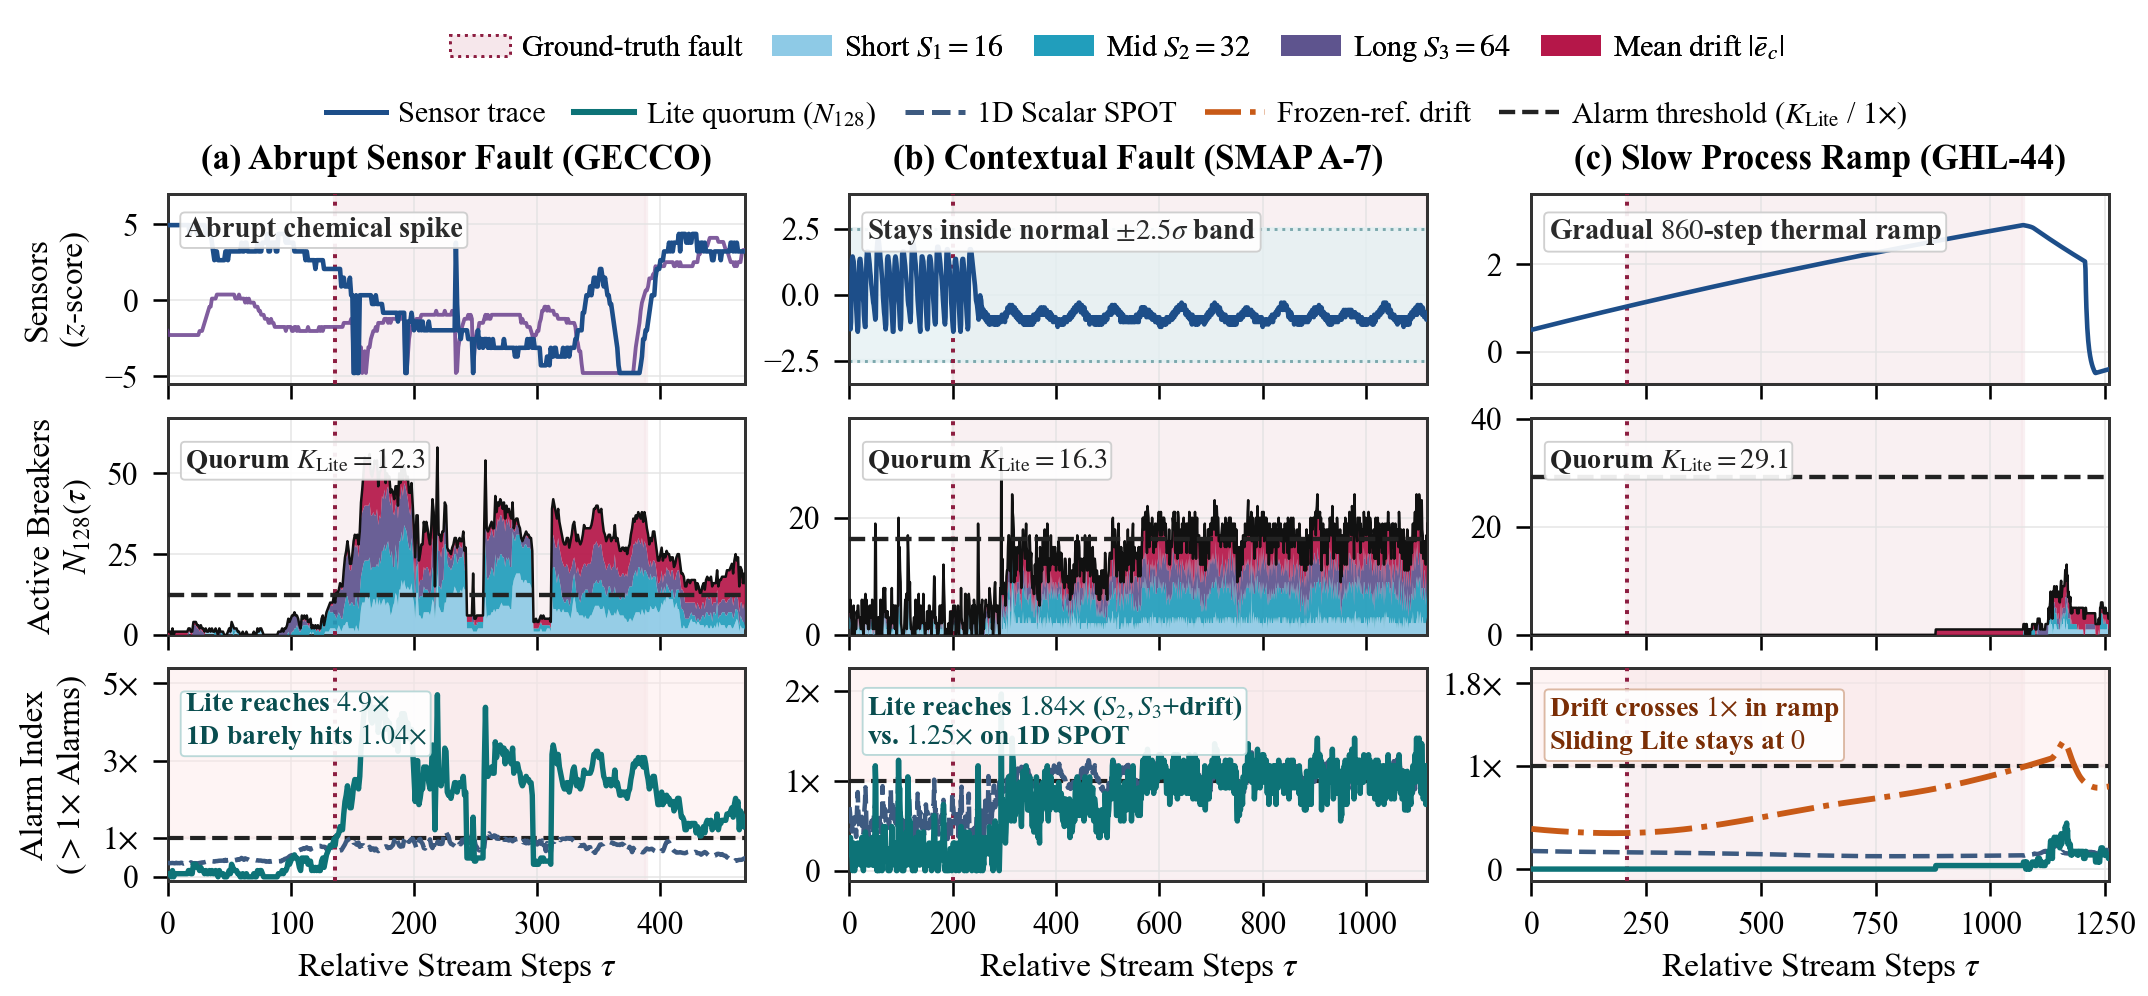 Ground-truth fault
Short S₁ = 16
Mid S₂ = 32
Long S₃ = 64
Mean drift |ē_c|
Sensor trace
Lite quorum (N₁₂₈)
1D Scalar SPOT
Frozen-ref. drift
Alarm threshold (K_Lite / 1×)
(a) Abrupt Sensor Fault (GECCO)
(b) Contextual Fault (SMAP A-7)
(c) Slow Process Ramp (GHL-44)
Sensors
(z-score)
5
0
−5
Abrupt chemical spike
2.5
0.0
−2.5
Stays inside normal ±2.5σ band
2
0
Gradual 860-step thermal ramp
Active Breakers
N₁₂₈(τ)
50
25
0
Quorum K_Lite = 12.3
20
0
Quorum K_Lite = 16.3
40
20
0
Quorum K_Lite = 29.1
Alarm Index
(> 1× Alarms)
5×
3×
1×
0
Lite reaches 4.9×
1D barely hits 1.04×
2×
1×
0
Lite reaches 1.84× (S₂, S₃+drift)
vs. 1.25× on 1D SPOT
1.8×
1×
0
Drift crosses 1× in ramp
Sliding Lite stays at 0
0 100 200 300 400
0 200 400 600 800 1000
0 250 500 750 1000 1250
Relative Stream Steps τ
Relative Stream Steps τ
Relative Stream Steps τ